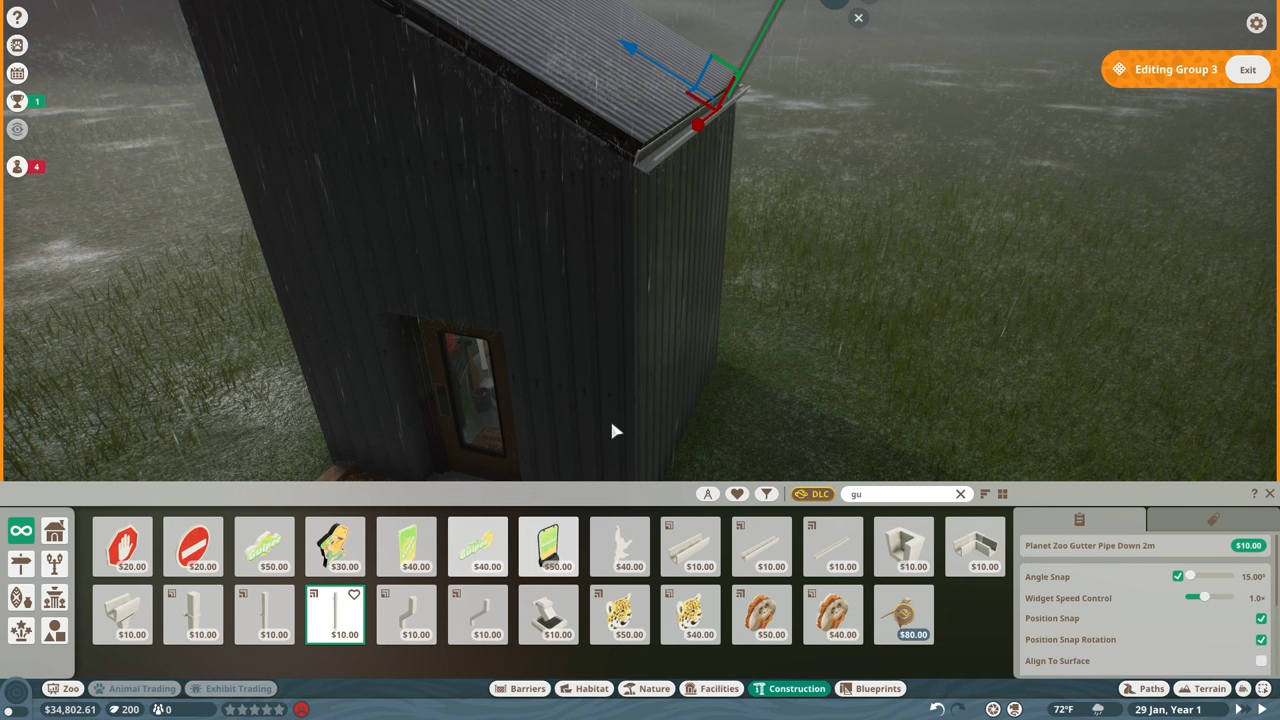 Editing Group 3
Exit
1
4
DLC
gu
$20.00
$20.00
$50.00
$30.00
$40.00
$40.00
$50.00
$40.00
$10.00
$10.00
$10.00
$10.00
$10.00
$10.00
$10.00
$10.00
$10.00
$10.00
$10.00
$10.00
$50.00
$40.00
$50.00
$40.00
$80.00
Planet Zoo Gutter Pipe Down 2m
$10.00
Angle Snap
15.00°
Widget Speed Control
1.0×
Position Snap
Position Snap Rotation
Align To Surface
Zoo
Animal Trading
Exhibit Trading
Barriers
Habitat
Nature
Facilities
Construction
Blueprints
Paths
Terrain
$34,802.61
200
0
72°F
29 Jan, Year 1